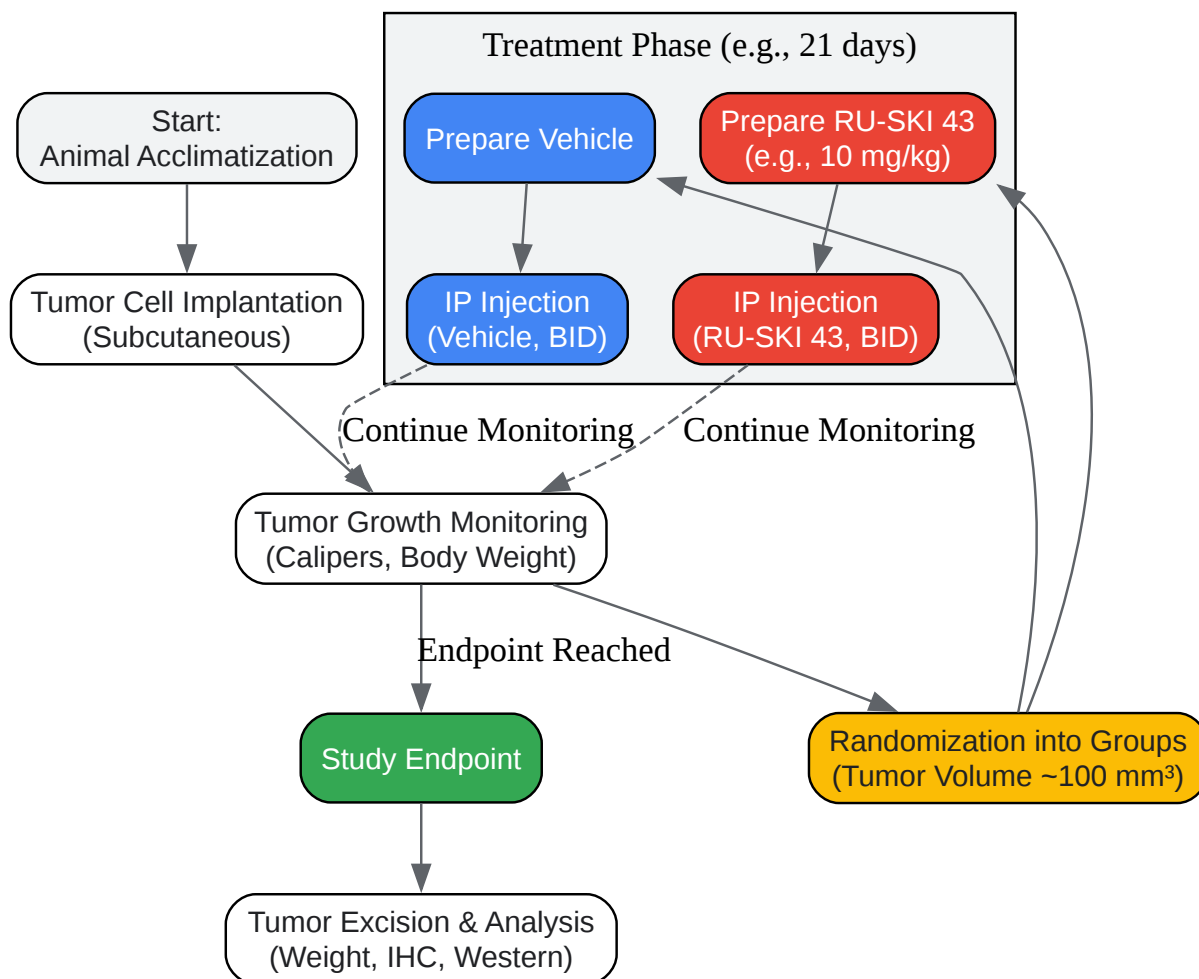 Treatment Phase (e.g., 21 days)
Start:
Animal Acclimatization
Prepare Vehicle
Prepare RU-SKI 43
(e.g., 10 mg/kg)
Tumor Cell Implantation
(Subcutaneous)
IP Injection
(Vehicle, BID)
IP Injection
(RU-SKI 43, BID)
Continue Monitoring
Continue Monitoring
Tumor Growth Monitoring
(Calipers, Body Weight)
Endpoint Reached
Study Endpoint
Randomization into Groups
(Tumor Volume ~100 mm³)
Tumor Excision & Analysis
(Weight, IHC, Western)